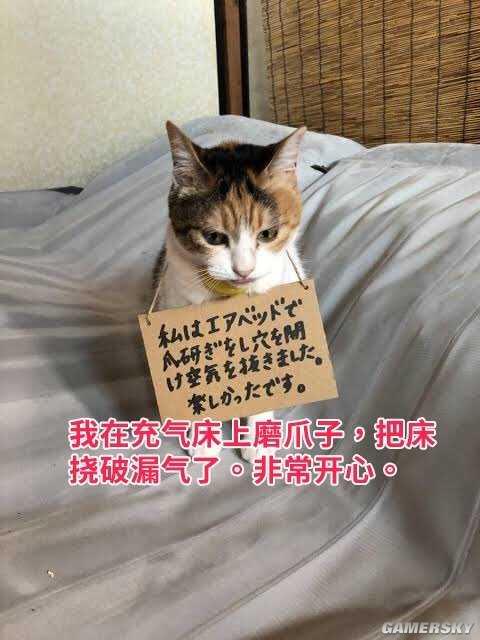 私はエアベッドで
爪研ぎをし穴を開
け空気を抜きました。
楽しかったです。
我在充气床上磨爪子，把床
挠破漏气了。非常开心。
GAMERSKY